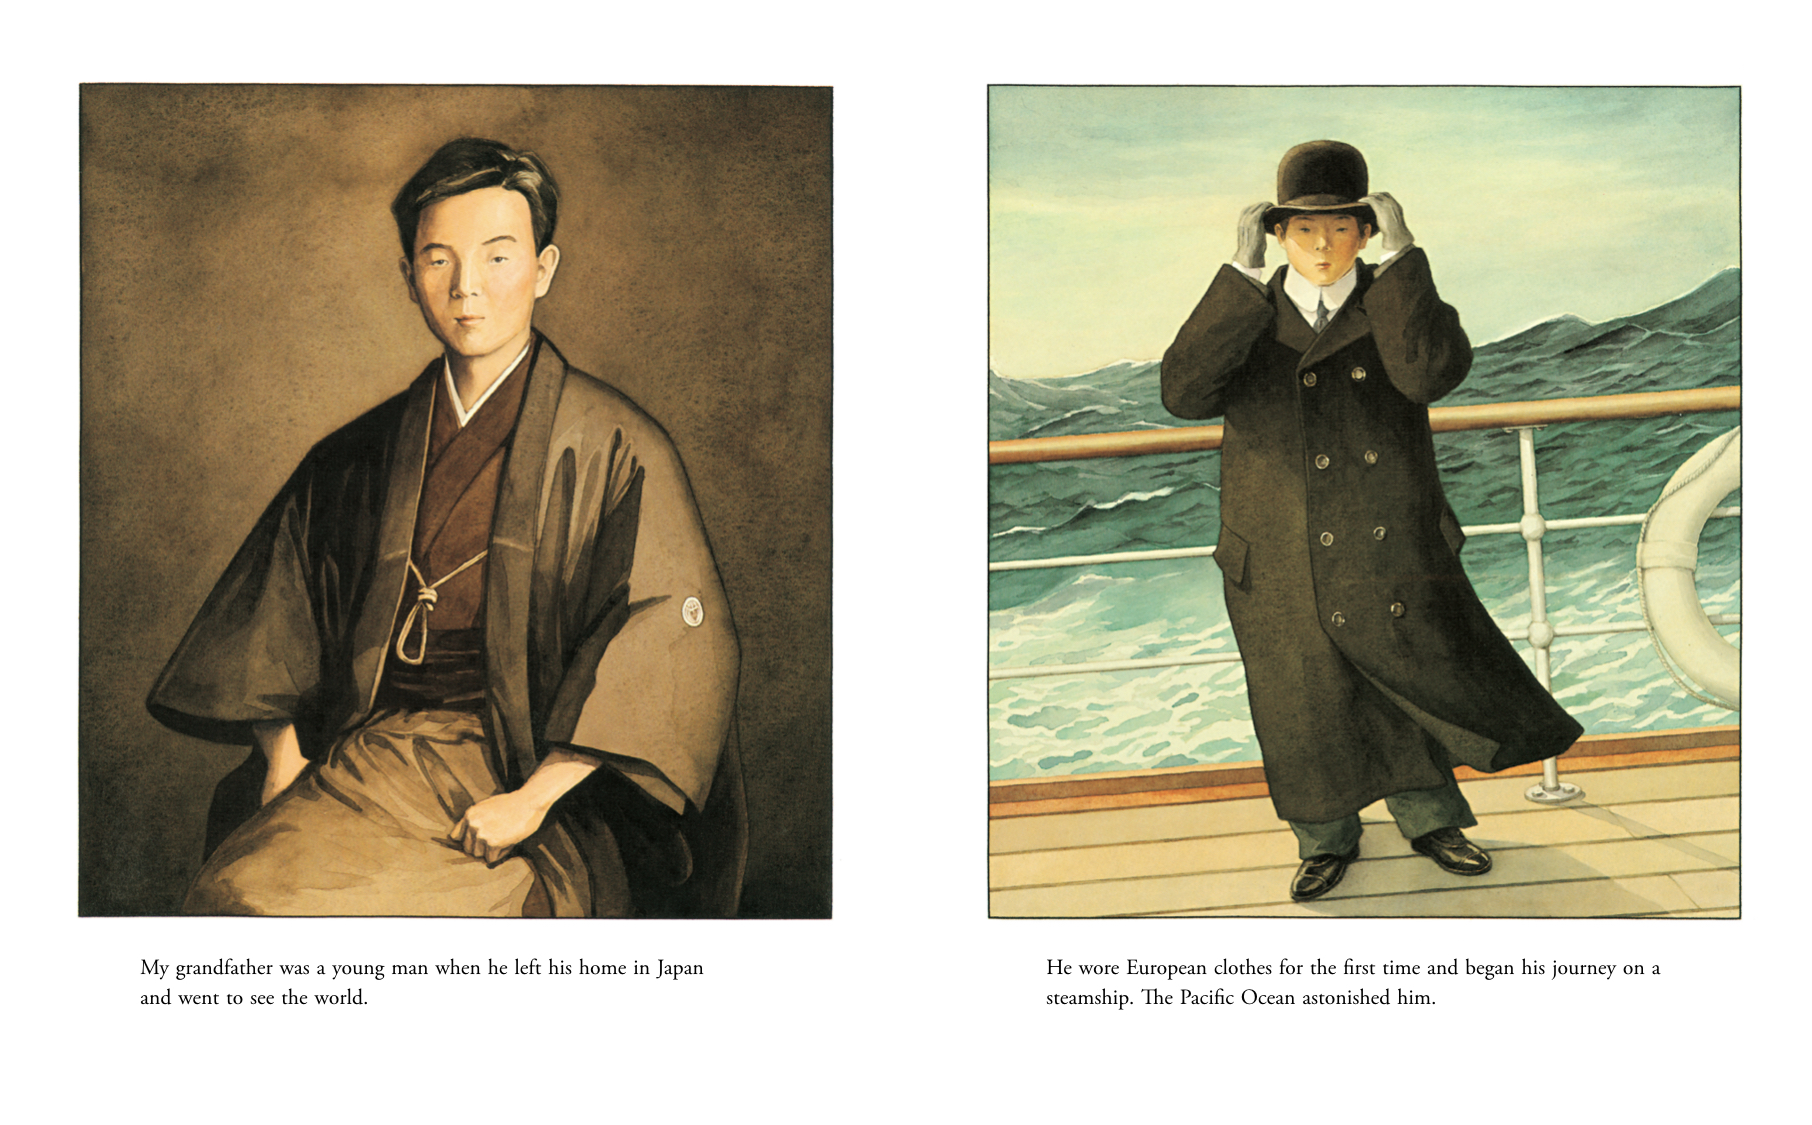 My grandfather was a young man when he left his home in Japan
and went to see the world.
He wore European clothes for the first time and began his journey on a
steamship. The Pacific Ocean astonished him.